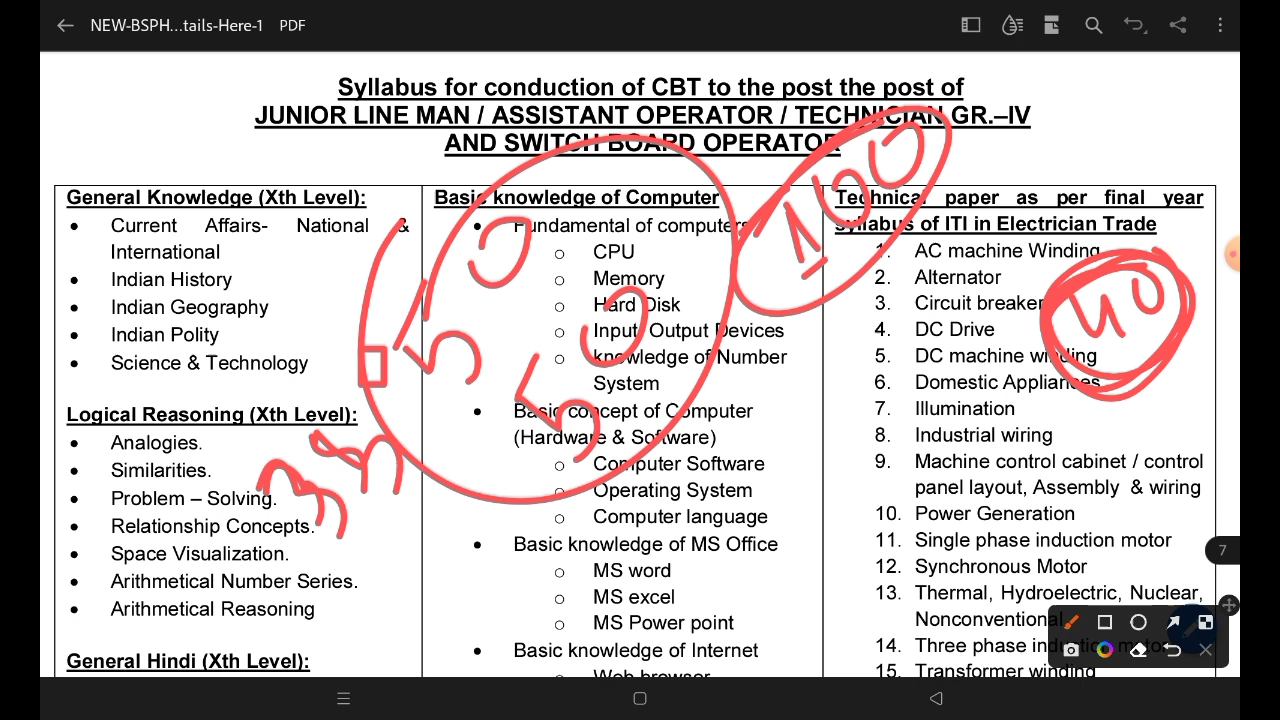 NEW-BSPH...tails-Here-1 PDF
Syllabus for conduction of CBT to the post the post of
JUNIOR LINE MAN / ASSISTANT OPERATOR / TECHNICIAN GR.–IV
AND SWITCH BOARD OPERATOR
General Knowledge (Xth Level):
• Current Affairs- National &
International
• Indian History
• Indian Geography
• Indian Polity
• Science & Technology
Logical Reasoning (Xth Level):
• Analogies.
• Similarities.
• Problem – Solving.
• Relationship Concepts.
• Space Visualization.
• Arithmetical Number Series.
• Arithmetical Reasoning
General Hindi (Xth Level):
Basic knowledge of Computer
• Fundamental of computers
o CPU
o Memory
o Hard Disk
o Input/ Output Devices
o knowledge of Number
System
• Basic concept of Computer
(Hardware & Software)
o Computer Software
o Operating System
o Computer language
• Basic knowledge of MS Office
o MS word
o MS excel
o MS Power point
• Basic knowledge of Internet
o Web browser
Technical paper as per final year
syllabus of ITI in Electrician Trade
1. AC machine Winding
2. Alternator
3. Circuit breaker
4. DC Drive
5. DC machine winding
6. Domestic Appliances
7. Illumination
8. Industrial wiring
9. Machine control cabinet / control
panel layout, Assembly & wiring
10. Power Generation
11. Single phase induction motor
12. Synchronous Motor
13. Thermal, Hydroelectric, Nuclear,
Nonconventional
14. Three phase induction motor
15. Transformer winding
50
50
100
40
7